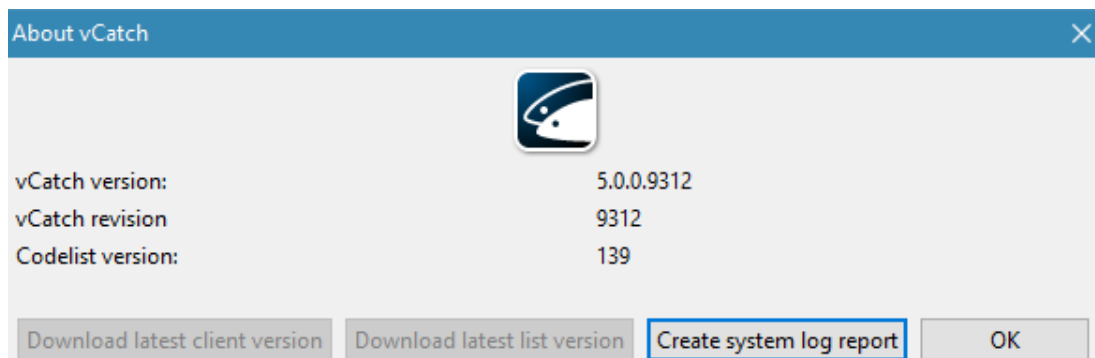 About vCatch
vCatch version: 5.0.0.9312
vCatch revision 9312
Codelist version: 139
Download latest client version Download latest list version Create system log report OK